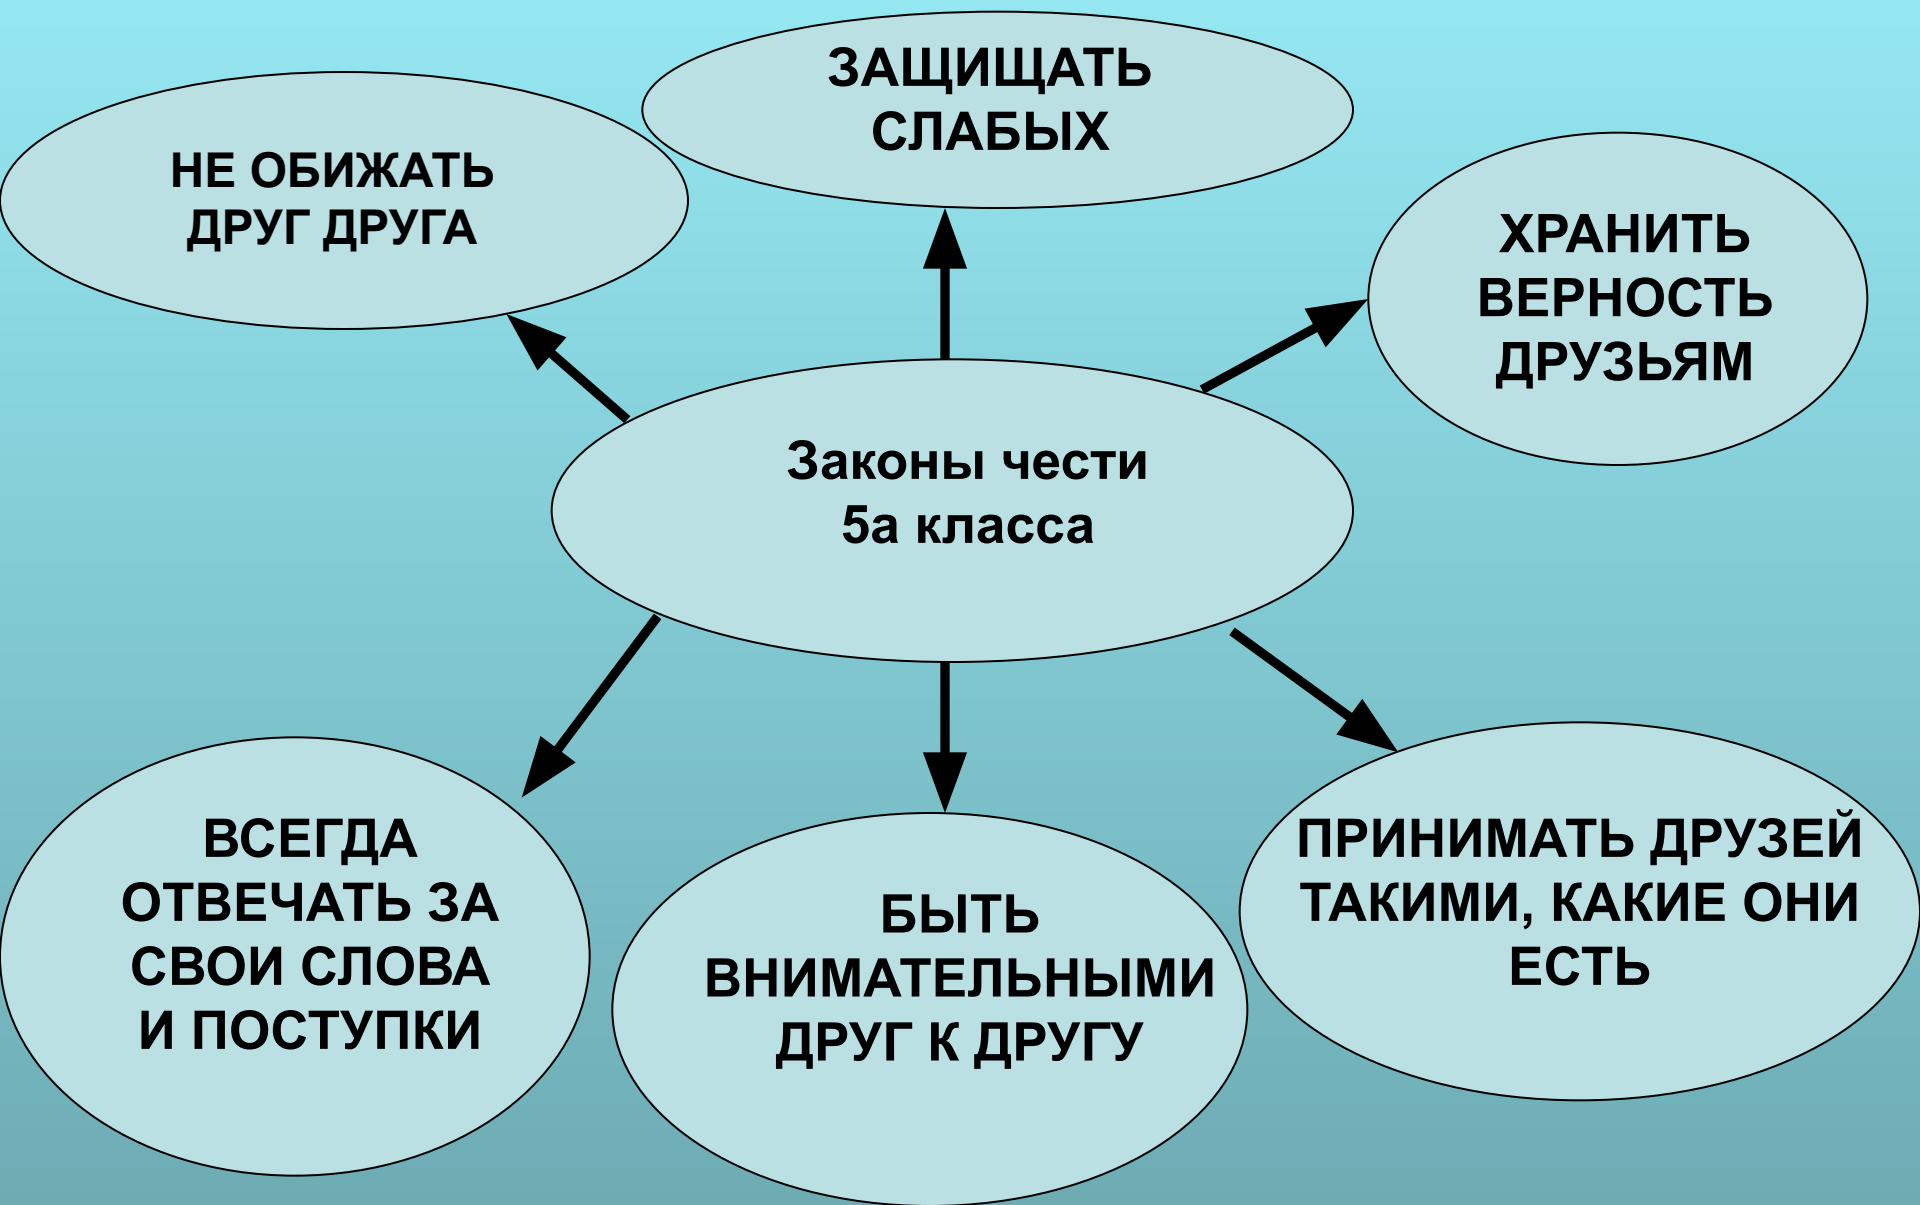 ЗАЩИЩАТЬ
СЛАБЫХ
НЕ ОБИЖАТЬ
ДРУГ ДРУГА
ХРАНИТЬ
ВЕРНОСТЬ
ДРУЗЬЯМ
Законы чести
5а класса
ВСЕГДА
ОТВЕЧАТЬ ЗА
СВОИ СЛОВА
И ПОСТУПКИ
БЫТЬ
ВНИМАТЕЛЬНЫМИ
ДРУГ К ДРУГУ
ПРИНИМАТЬ ДРУЗЕЙ
ТАКИМИ, КАКИЕ ОНИ
ЕСТЬ